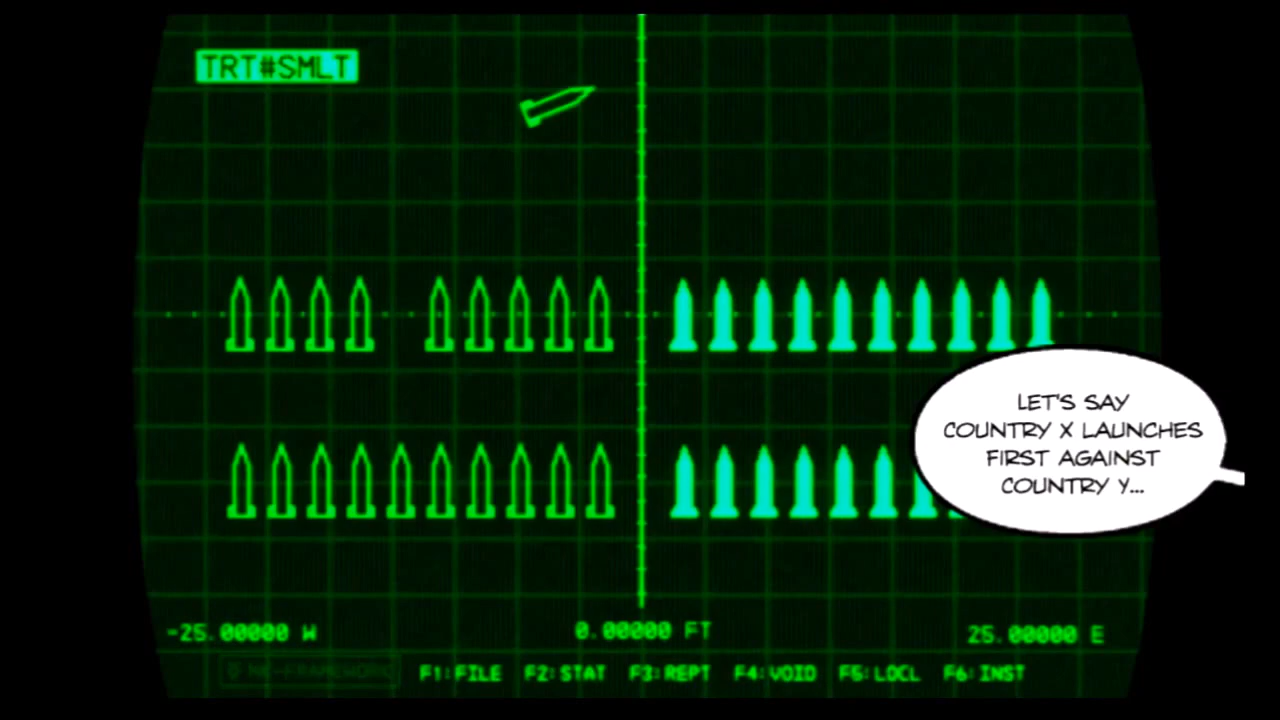 TRT#SMLT
LET'S SAY
COUNTRY X LAUNCHES
FIRST AGAINST
COUNTRY Y...
-25.00000 W 0.00000 FT 25.00000 E
F1:FILE F2:STAT F3:REPT F4:VOID F5:LOCL F6:INST